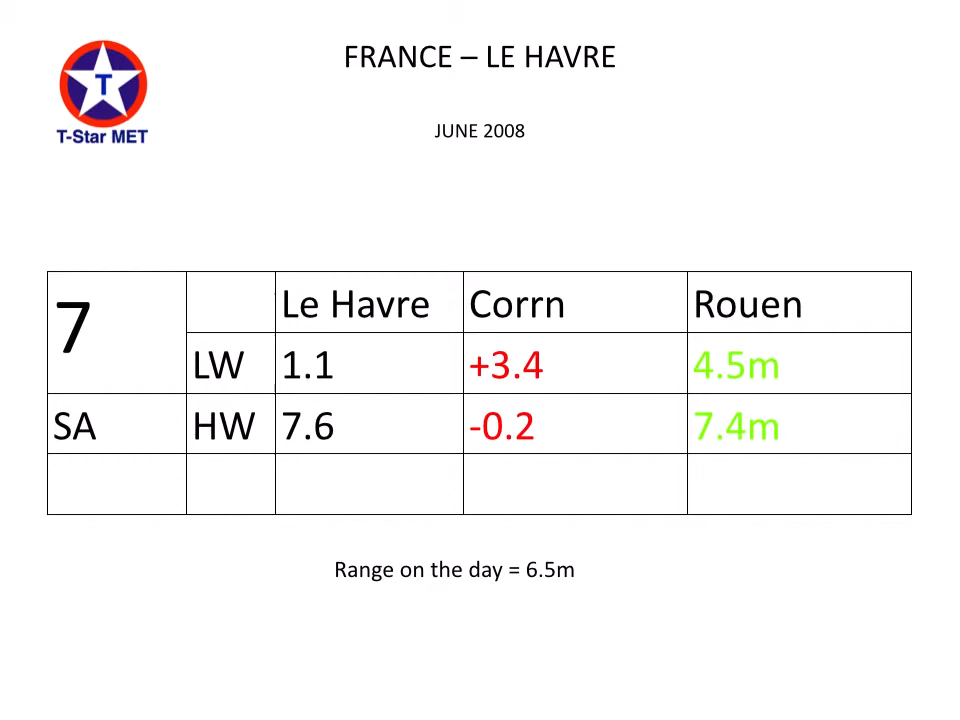 FRANCE – LE HAVRE
T
T-Star MET
JUNE 2008
7 Le Havre Corrn Rouen
LW 1.1 +3.4 4.5m
SA HW 7.6 -0.2 7.4m
Range on the day = 6.5m